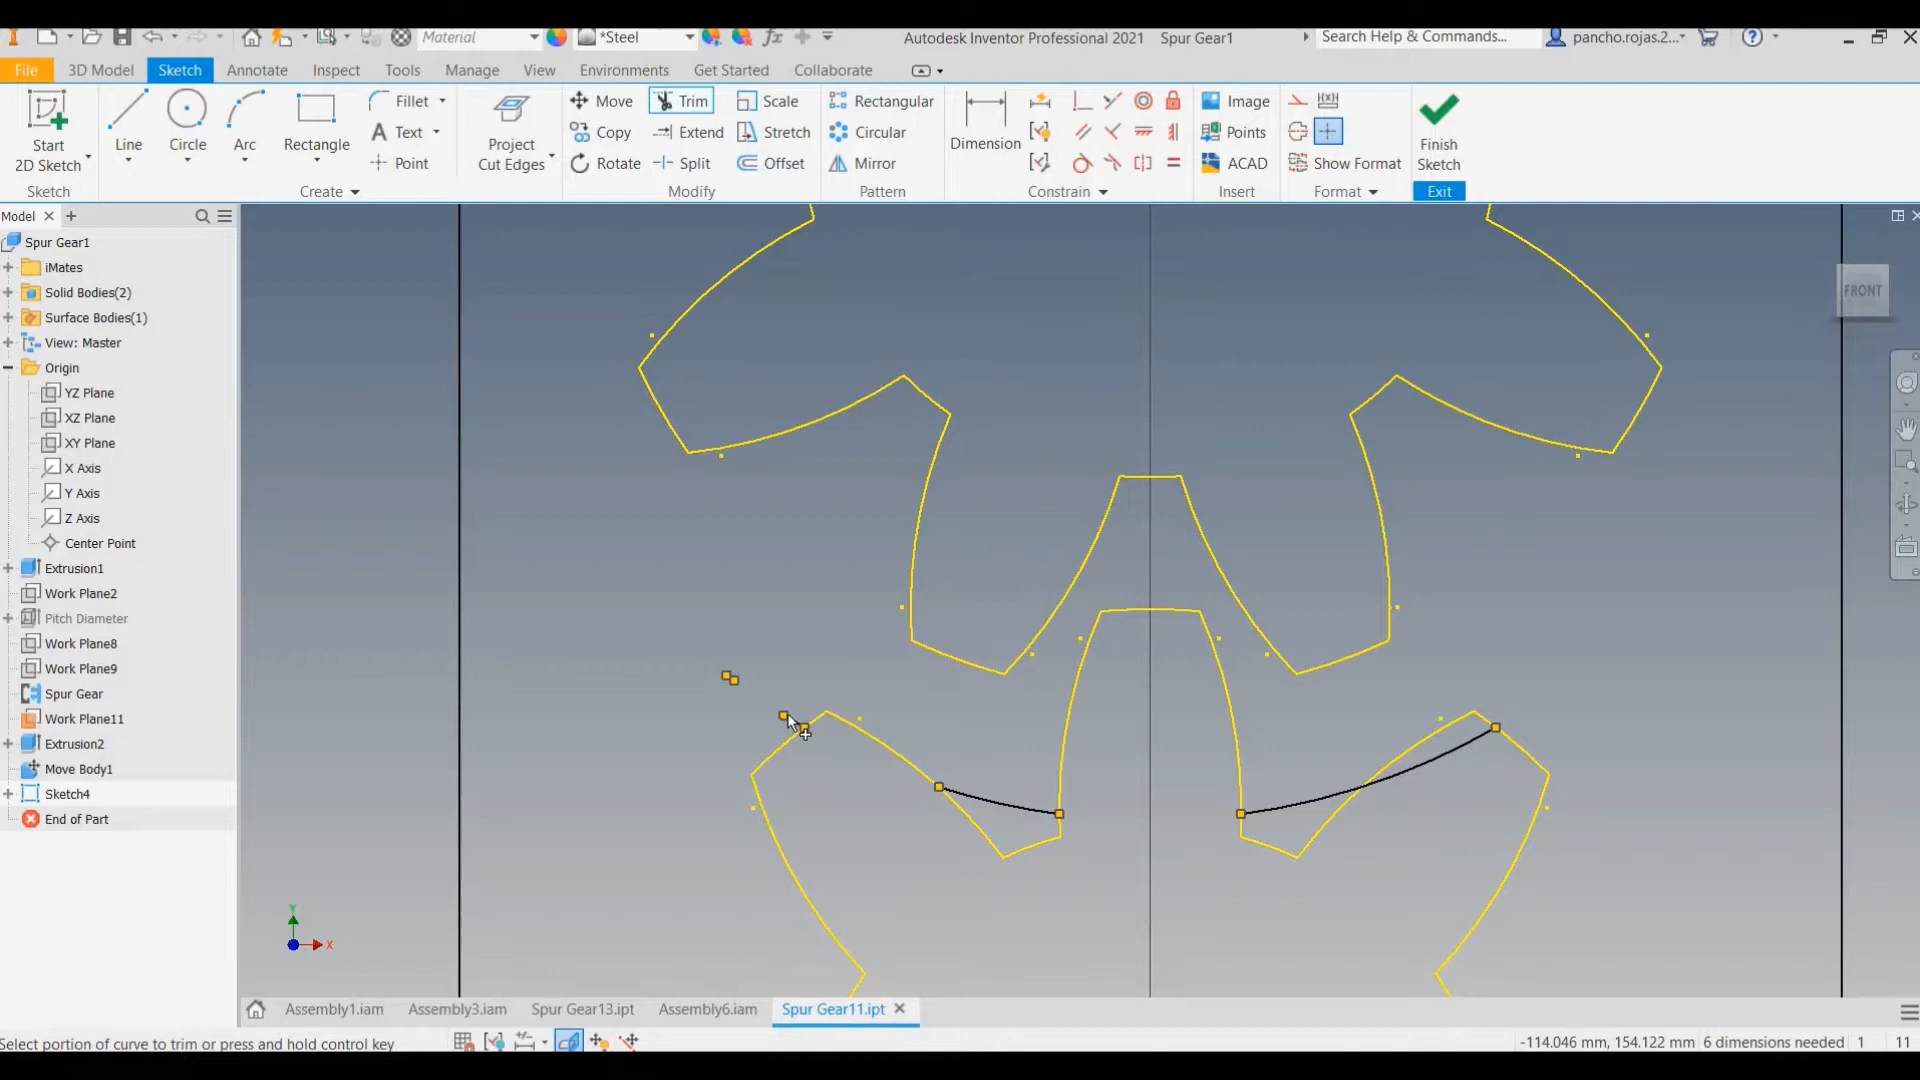 Material
*Steel
Autodesk Inventor Professional 2021 Spur Gear1
Search Help & Commands...
pancho.rojas.2...
File 3D Model Sketch Annotate Inspect Tools Manage View Environments Get Started Collaborate
Start
2D Sketch
Line
Circle
Arc
Rectangle
Fillet
Text
Point
Project
Cut Edges
Move
Copy
Rotate
Trim
Extend
Split
Scale
Stretch
Offset
Rectangular
Circular
Mirror
Dimension
Image
Points
ACAD
Show Format
Finish
Sketch
Sketch Create Modify Pattern Constrain Insert Format Exit
Model
Spur Gear1
iMates
Solid Bodies(2)
Surface Bodies(1)
View: Master
Origin
YZ Plane
XZ Plane
XY Plane
X Axis
Y Axis
Z Axis
Center Point
Extrusion1
Work Plane2
Pitch Diameter
Work Plane8
Work Plane9
Spur Gear
Work Plane11
Extrusion2
Move Body1
Sketch4
End of Part
FRONT
Y
X
Assembly1.iam Assembly3.iam Spur Gear13.ipt Assembly6.iam Spur Gear11.ipt
Select portion of curve to trim or press and hold control key
-114.046 mm, 154.122 mm 6 dimensions needed 1 11